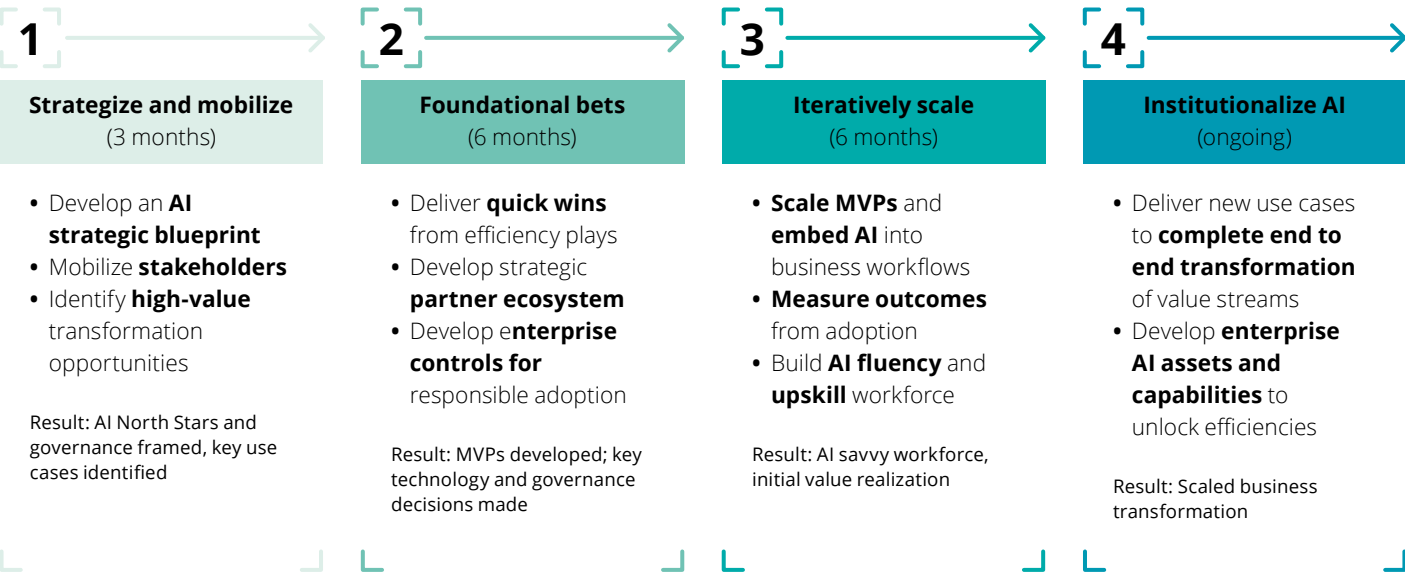 1
Strategize and mobilize
(3 months)
• Develop an AI
strategic blueprint
• Mobilize stakeholders
• Identify high-value
transformation
opportunities
Result: AI North Stars and
governance framed, key use
cases identified
2
Foundational bets
(6 months)
• Deliver quick wins
from efficiency plays
• Develop strategic
partner ecosystem
• Develop enterprise
controls for
responsible adoption
Result: MVPs developed; key
technology and governance
decisions made
3
Iteratively scale
(6 months)
• Scale MVPs and
embed AI into
business workflows
• Measure outcomes
from adoption
• Build AI fluency and
upskill workforce
Result: AI savvy workforce,
initial value realization
4
Institutionalize AI
(ongoing)
• Deliver new use cases
to complete end to
end transformation
of value streams
• Develop enterprise
AI assets and
capabilities to
unlock efficiencies
Result: Scaled business
transformation